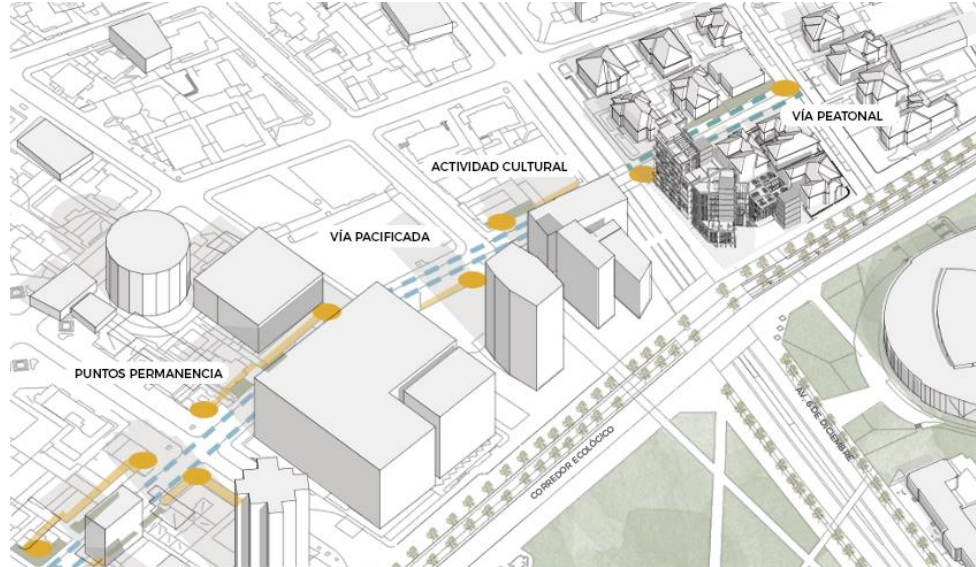 VÍA PEATONAL
ACTIVIDAD CULTURAL
VÍA PACIFICADA
PUNTOS PERMANENCIA
AV. 6 DE DICIEMBRE
CORREDOR ECOLÓGICO